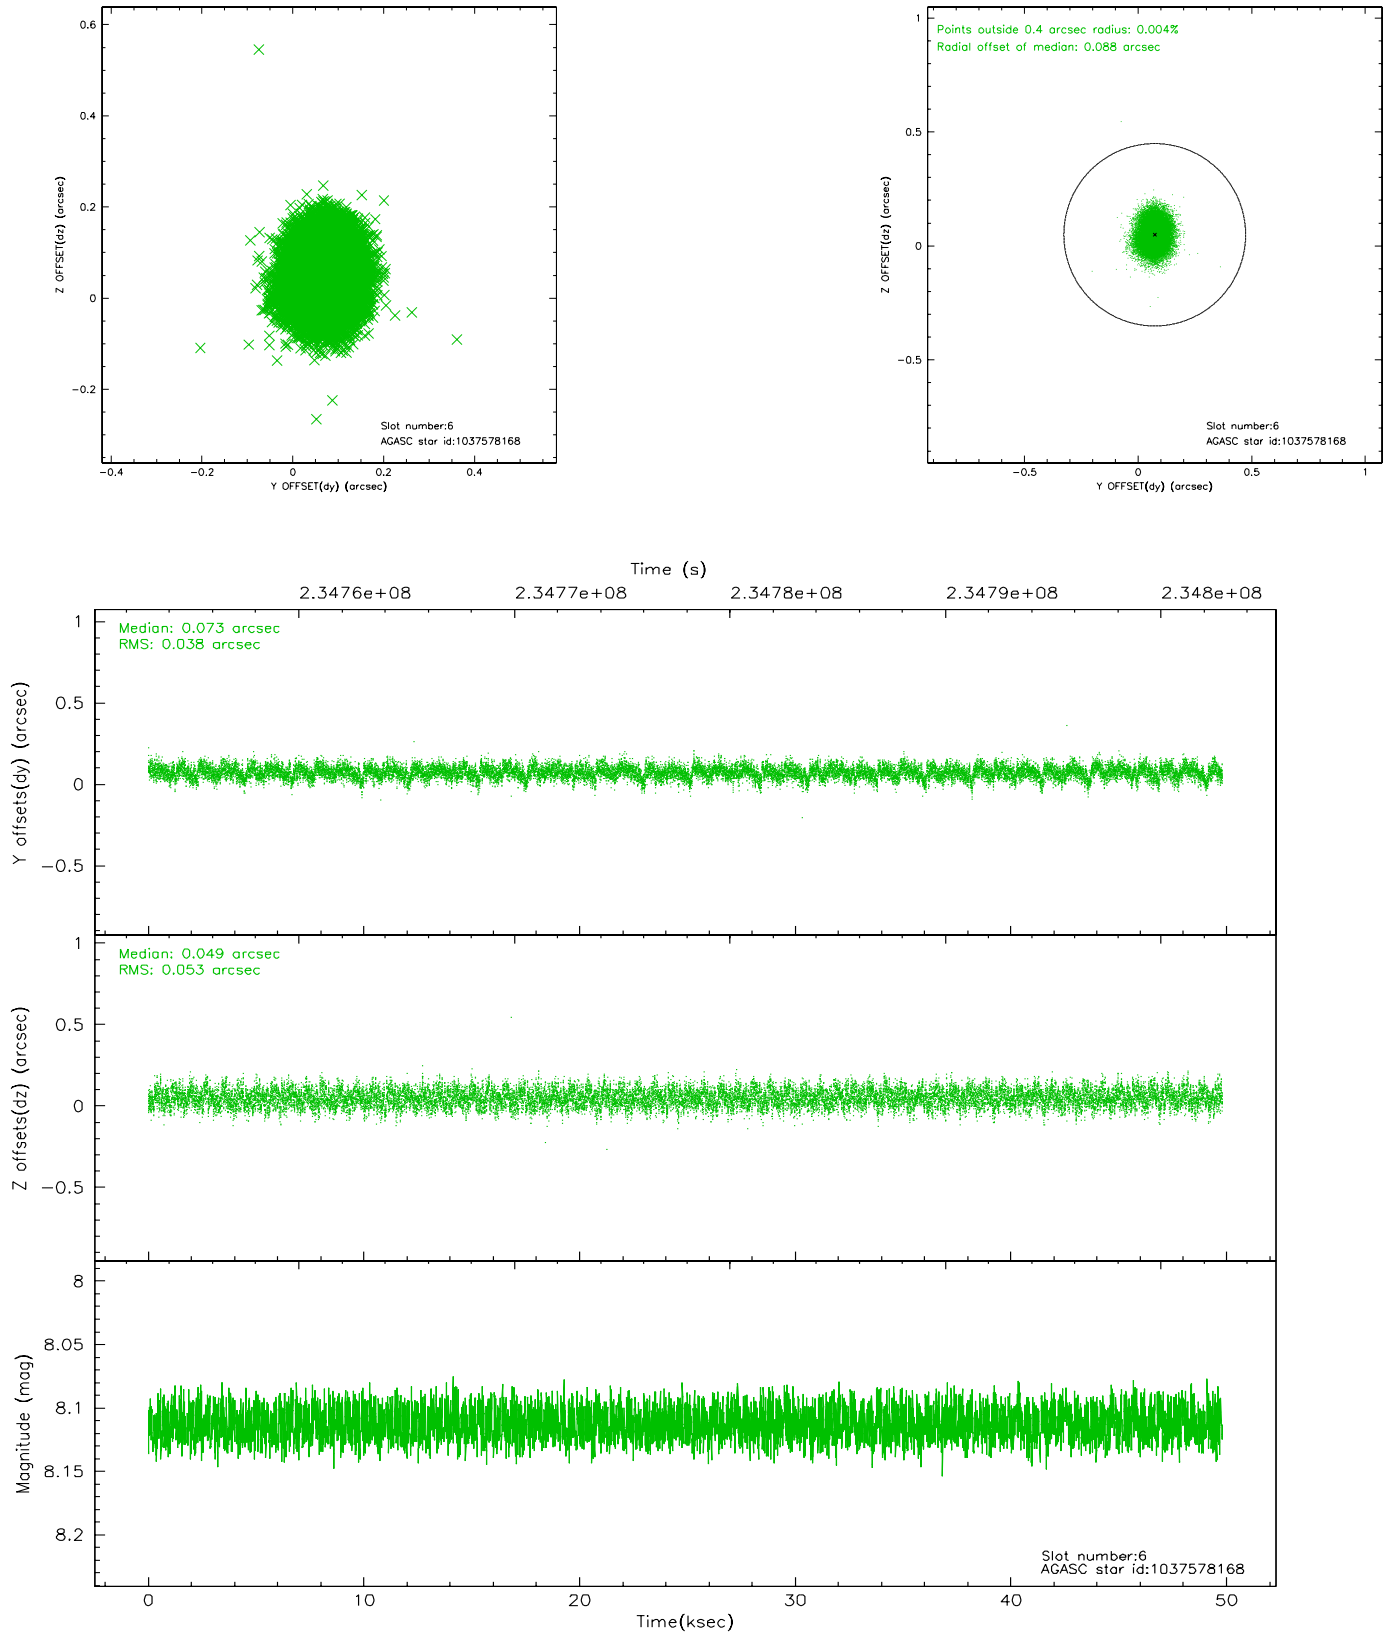 0.6
0.4
0.2
0
−0.2
Z OFFSET(dz) (arcsec)
Slot number:6
AGASC star id:1037578168
−0.4 −0.2 0 0.2 0.4
Y OFFSET(dy) (arcsec)
Points outside 0.4 arcsec radius: 0.004%
Radial offset of median: 0.088 arcsec
1
0.5
0
−0.5
Z OFFSET(dz) (arcsec)
Slot number:6
AGASC star id:1037578168
−0.5 0 0.5 1
Y OFFSET(dy) (arcsec)
Time (s)
2.3476e+08 2.3477e+08 2.3478e+08 2.3479e+08 2.348e+08
Median: 0.073 arcsec
RMS: 0.038 arcsec
1
0.5
0
−0.5
Y offsets(dy) (arcsec)
Median: 0.049 arcsec
RMS: 0.053 arcsec
1
0.5
0
−0.5
Z offsets(dz) (arcsec)
8
8.05
8.1
8.15
8.2
Magnitude (mag)
Slot number:6
AGASC star id:1037578168
0 10 20 30 40 50
Time(ksec)